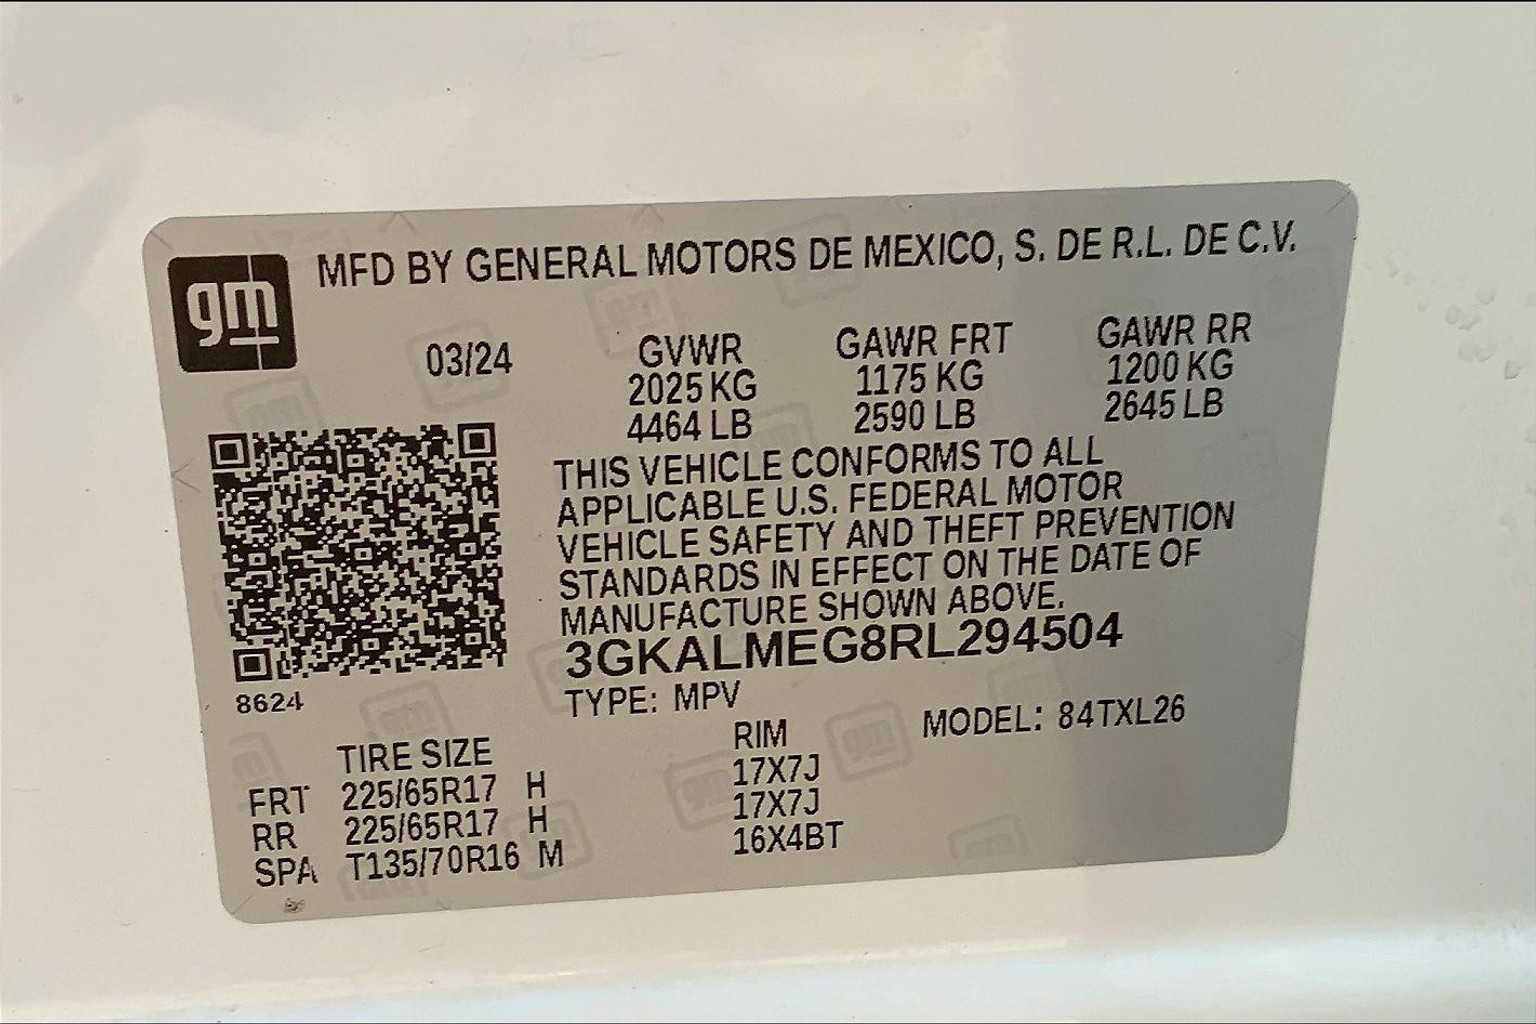 gm
MFD BY GENERAL MOTORS DE MEXICO, S. DE R.L. DE C.V.
03/24 GVWR GAWR FRT GAWR RR
2025 KG 1175 KG 1200 KG
4464 LB 2590 LB 2645 LB
THIS VEHICLE CONFORMS TO ALL
APPLICABLE U.S. FEDERAL MOTOR
VEHICLE SAFETY AND THEFT PREVENTION
STANDARDS IN EFFECT ON THE DATE OF
MANUFACTURE SHOWN ABOVE.
3GKALMEG8RL294504
8624
TYPE: MPV MODEL: 84TXL26
TIRE SIZE RIM
FRT 225/65R17 H 17X7J
RR 225/65R17 H 17X7J
SPA T135/70R16 M 16X4BT